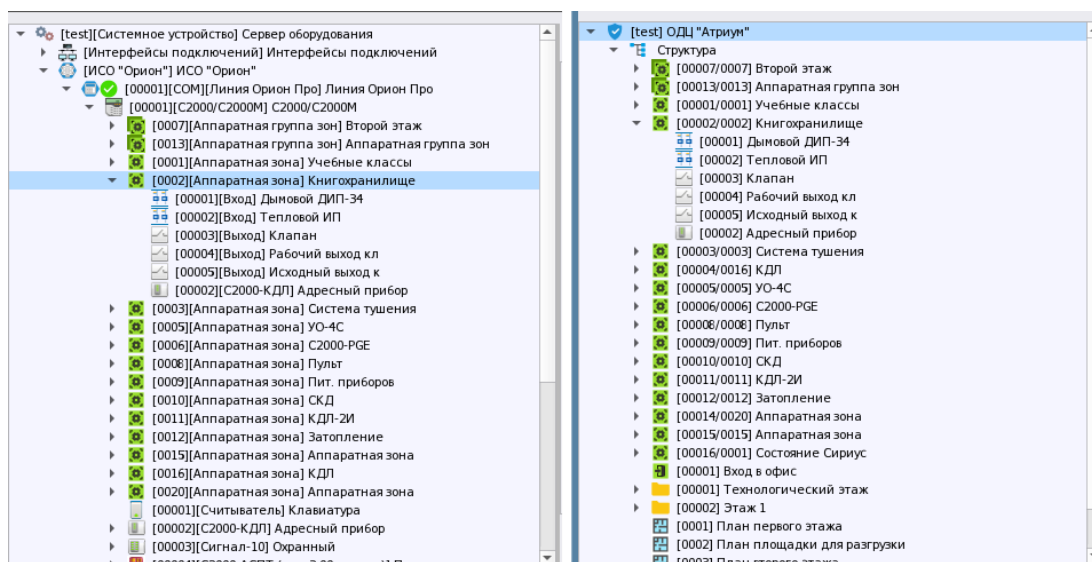 [test][Системное устройство] Сервер оборудования
[Интерфейсы подключений] Интерфейсы подключений
[ИСО "Орион"] ИСО "Орион"
[00001][COM][Линия Орион Про] Линия Орион Про
[00001][С2000/С2000М] С2000/С2000М
[0007][Аппаратная группа зон] Второй этаж
[0013][Аппаратная группа зон] Аппаратная группа зон
[0001][Аппаратная зона] Учебные классы
[0002][Аппаратная зона] Книгохранилище
[00001][Вход] Дымовой ДИП-34
[00002][Вход] Тепловой ИП
[00003][Выход] Клапан
[00004][Выход] Рабочий выход кл
[00005][Выход] Исходный выход к
[00002][С2000-КДЛ] Адресный прибор
[0003][Аппаратная зона] Система тушения
[0005][Аппаратная зона] УО-4С
[0006][Аппаратная зона] С2000-PGE
[0008][Аппаратная зона] Пульт
[0009][Аппаратная зона] Пит. приборов
[0010][Аппаратная зона] СКД
[0011][Аппаратная зона] КДЛ-2И
[0012][Аппаратная зона] Затопление
[0015][Аппаратная зона] Аппаратная зона
[0016][Аппаратная зона] КДЛ
[0020][Аппаратная зона] Аппаратная зона
[00001][Считыватель] Клавиатура
[00002][С2000-КДЛ] Адресный прибор
[00003][Сигнал-10] Охранный
[test] ОДЦ "Атриум"
Структура
[00007/0007] Второй этаж
[00013/0013] Аппаратная группа зон
[00001/0001] Учебные классы
[00002/0002] Книгохранилище
[00001] Дымовой ДИП-34
[00002] Тепловой ИП
[00003] Клапан
[00004] Рабочий выход кл
[00005] Исходный выход к
[00002] Адресный прибор
[00003/0003] Система тушения
[00004/0016] КДЛ
[00005/0005] УО-4С
[00006/0006] С2000-PGE
[00008/0008] Пульт
[00009/0009] Пит. приборов
[00010/0010] СКД
[00011/0011] КДЛ-2И
[00012/0012] Затопление
[00014/0020] Аппаратная зона
[00015/0015] Аппаратная зона
[00016/0001] Состояние Сириус
[00001] Вход в офис
[00001] Технологический этаж
[00002] Этаж 1
[0001] План первого этажа
[0002] План площадки для разгрузки
[0003] План второго этажа